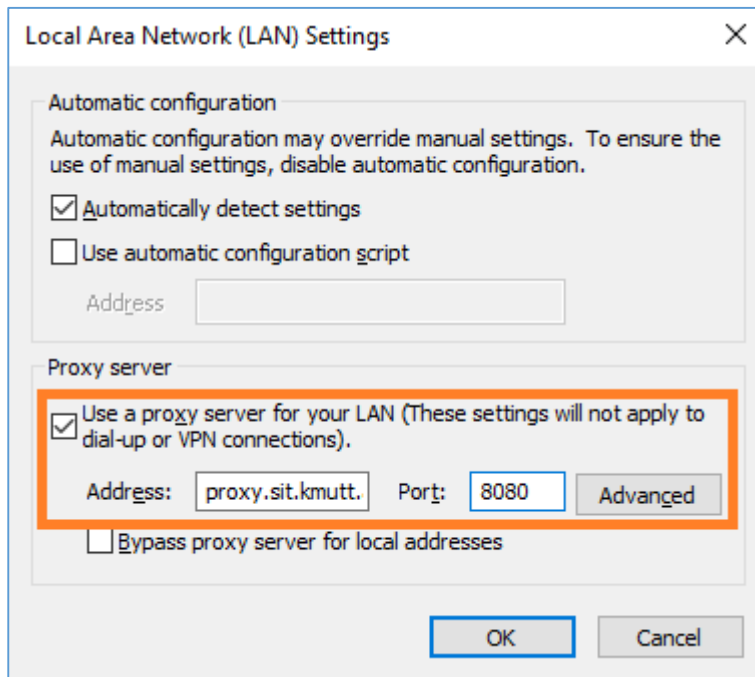 Local Area Network (LAN) Settings
Automatic configuration
Automatic configuration may override manual settings. To ensure the
use of manual settings, disable automatic configuration.
Automatically detect settings
Use automatic configuration script
Address
Proxy server
Use a proxy server for your LAN (These settings will not apply to
dial-up or VPN connections).
Address: proxy.sit.kmutt. Port: 8080 Advanced
Bypass proxy server for local addresses
OK Cancel